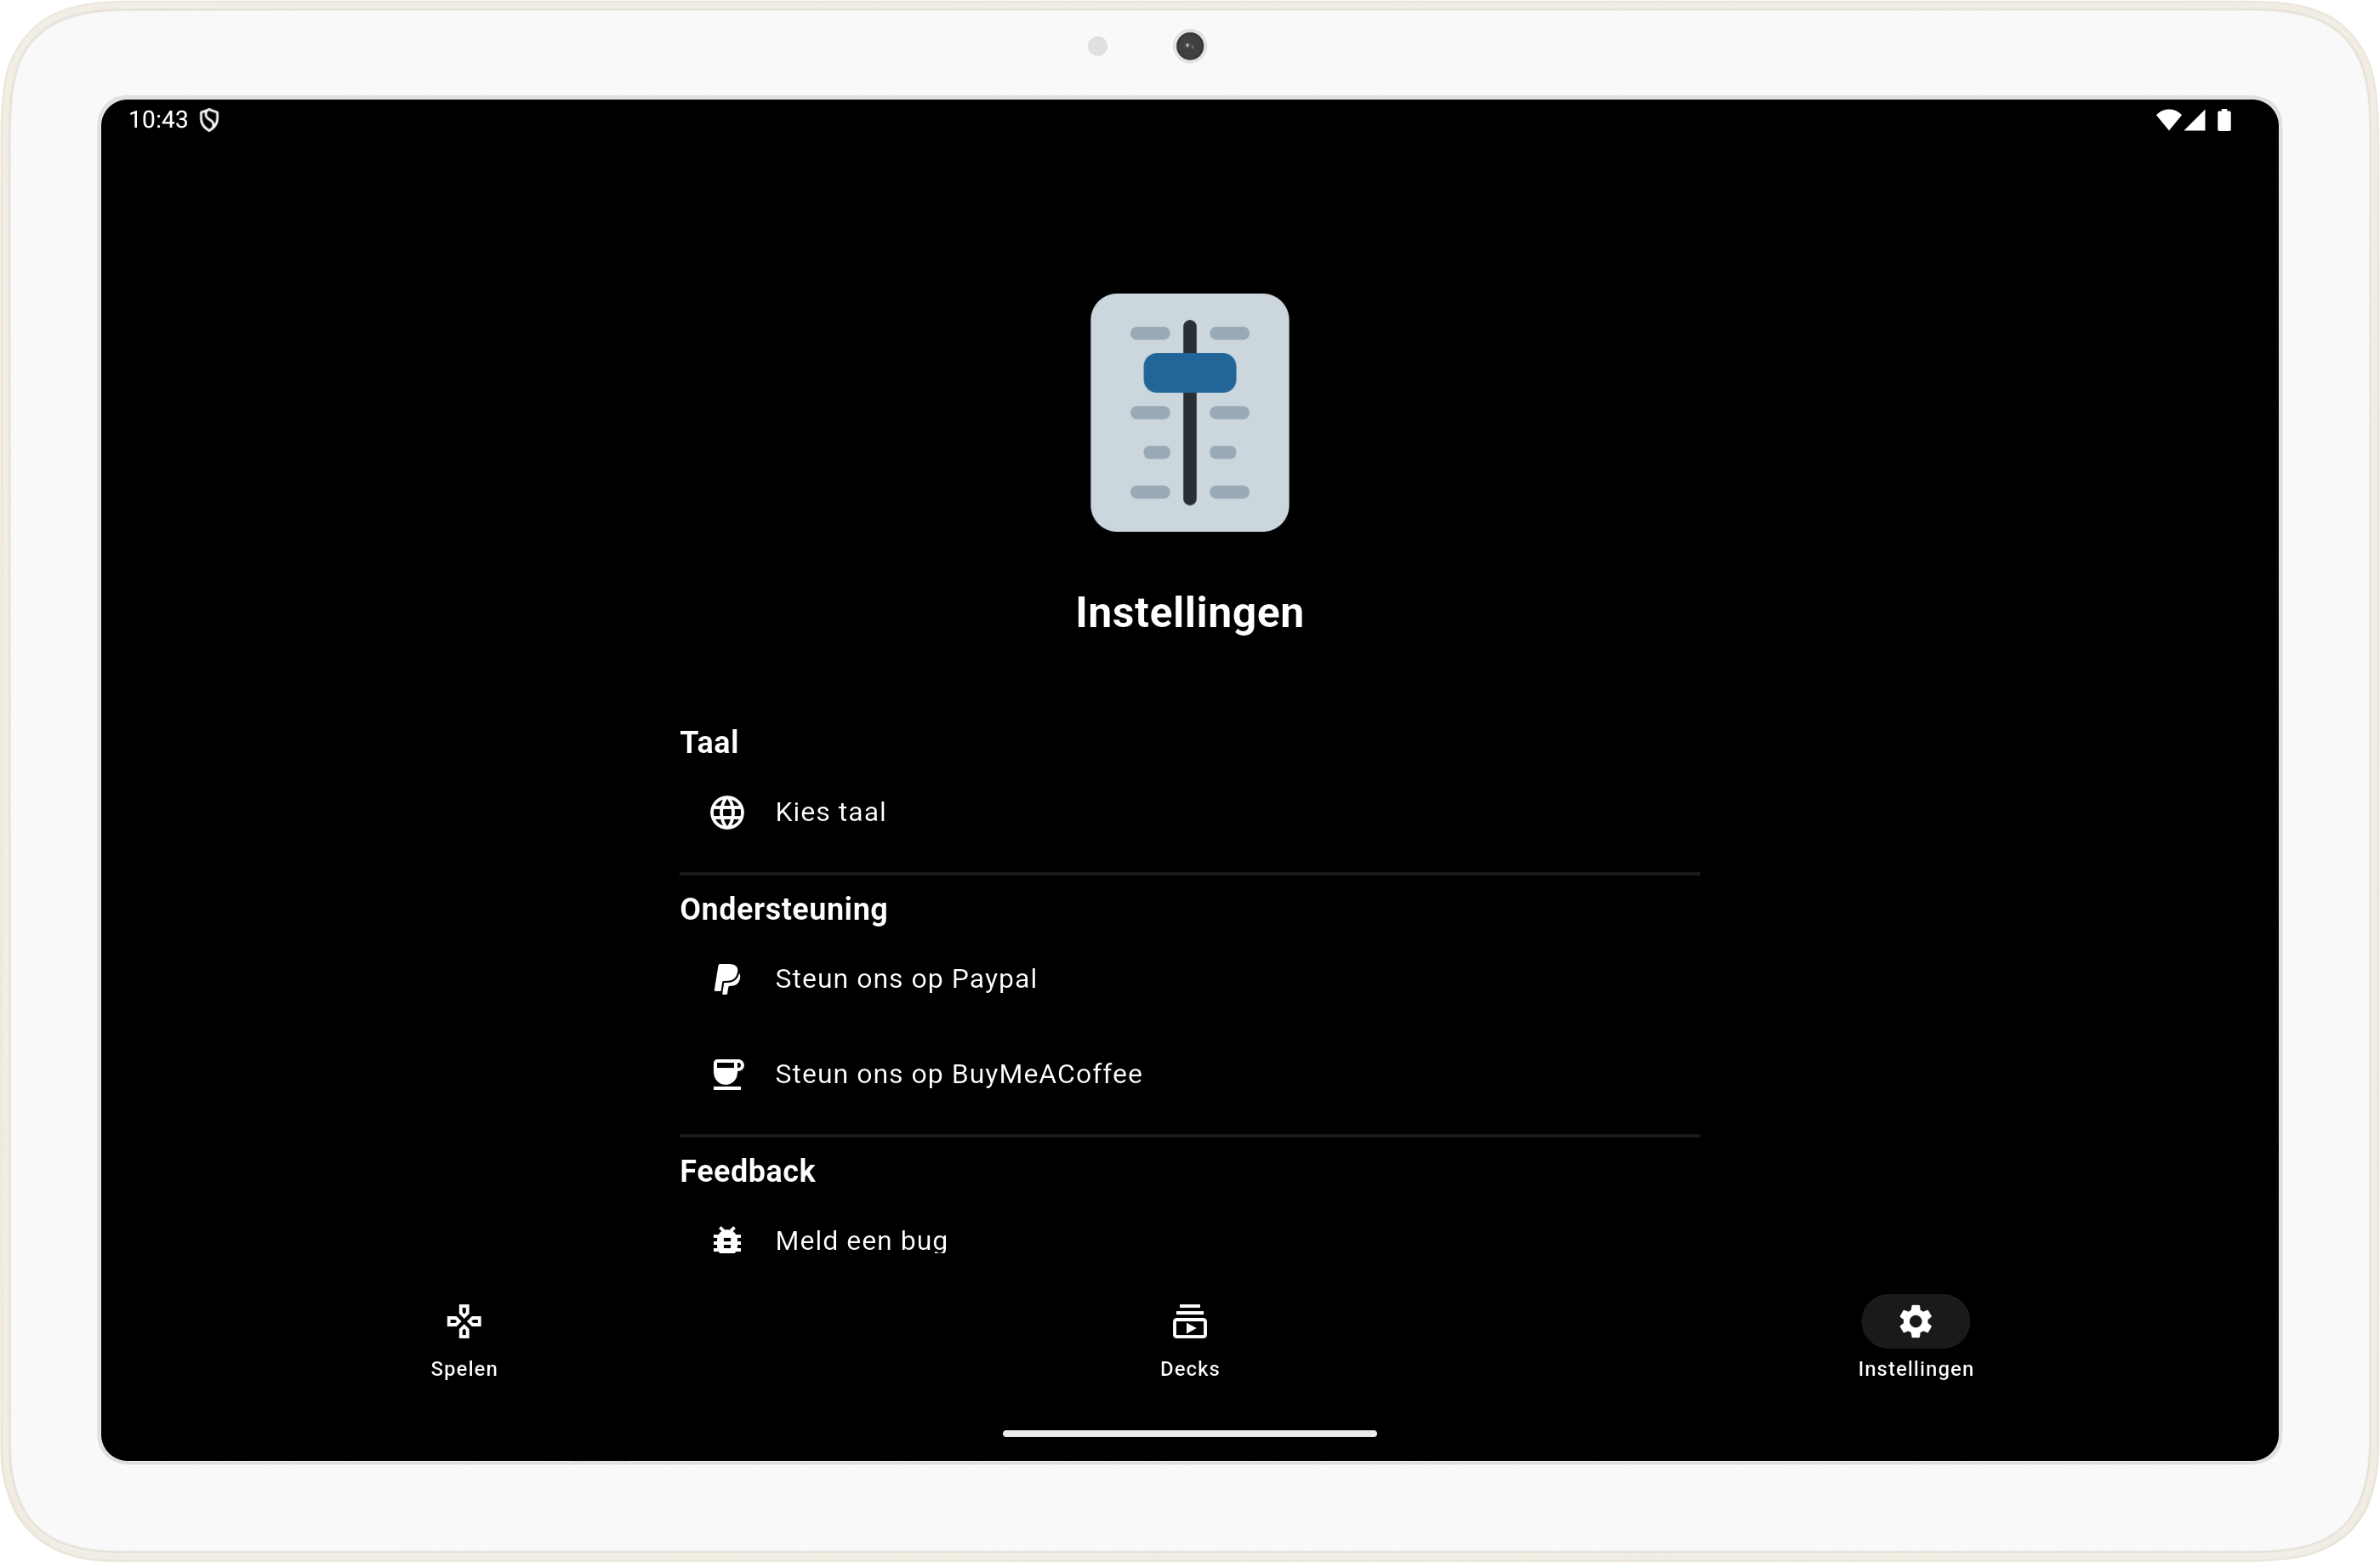 10:43
Instellingen
Taal
Kies taal
Ondersteuning
Steun ons op Paypal
Steun ons op BuyMeACoffee
Feedback
Meld een bug
Spelen
Decks
Instellingen